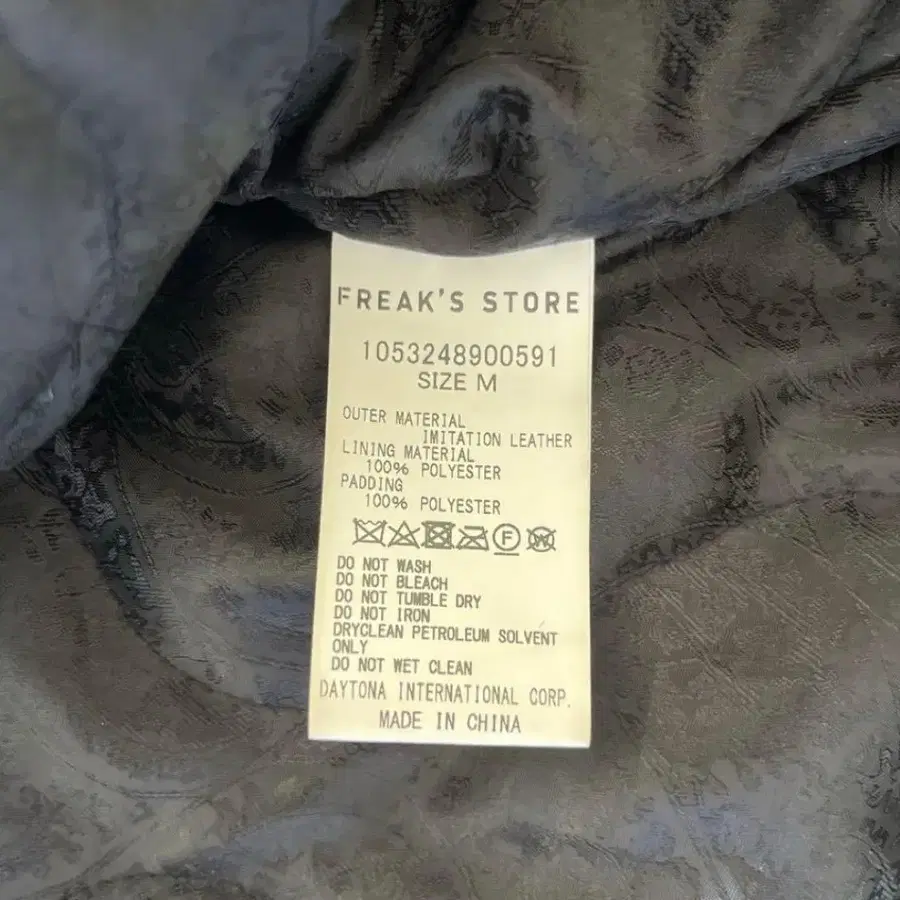 FREAK'S STORE
1053248900591
SIZE M
OUTER MATERIAL
IMITATION LEATHER
LINING MATERIAL
100% POLYESTER
PADDING
100% POLYESTER
F W
DO NOT WASH
DO NOT BLEACH
DO NOT TUMBLE DRY
DO NOT IRON
DRYCLEAN PETROLEUM SOLVENT
ONLY
DO NOT WET CLEAN
DAYTONA INTERNATIONAL CORP.
MADE IN CHINA